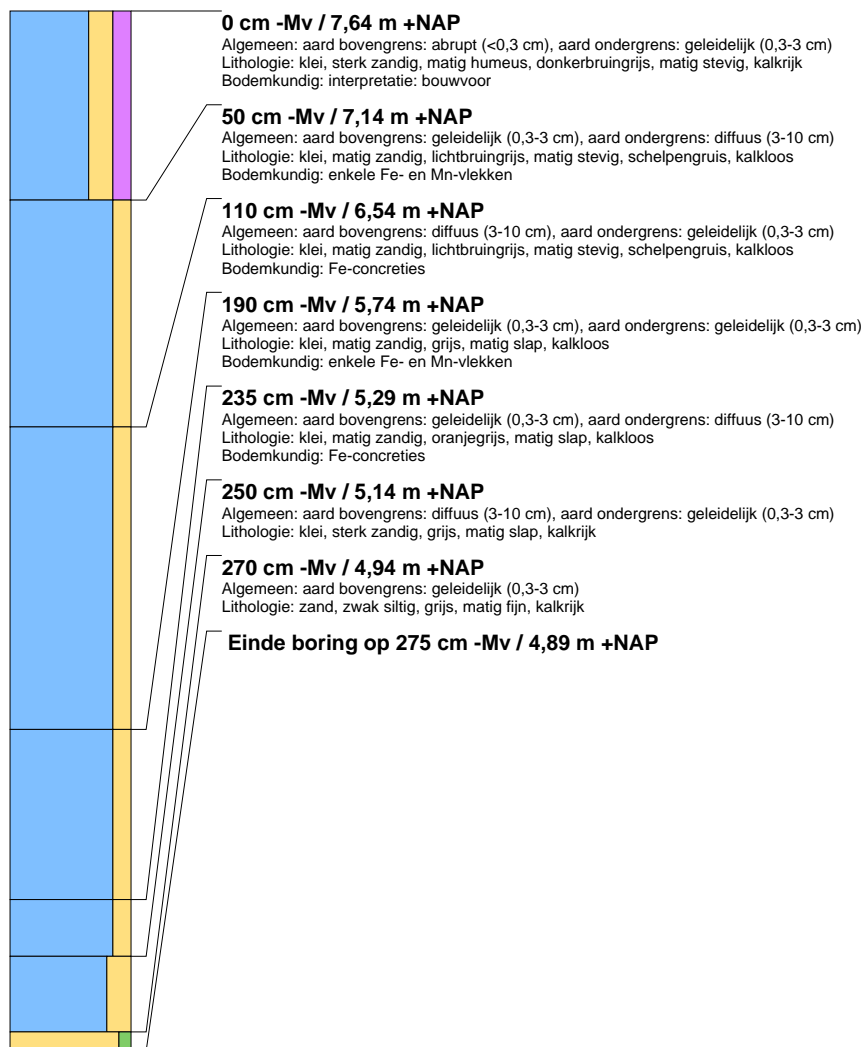 0 cm -Mv / 7,64 m +NAP
Algemeen: aard bovengrens: abrupt (<0,3 cm), aard ondergrens: geleidelijk (0,3-3 cm)
Lithologie: klei, sterk zandig, matig humeus, donkerbruingrijs, matig stevig, kalkrijk
Bodemkundig: interpretatie: bouwvoor
50 cm -Mv / 7,14 m +NAP
Algemeen: aard bovengrens: geleidelijk (0,3-3 cm), aard ondergrens: diffuus (3-10 cm)
Lithologie: klei, matig zandig, lichtbruingrijs, matig stevig, schelpengruis, kalkloos
Bodemkundig: enkele Fe- en Mn-vlekken
110 cm -Mv / 6,54 m +NAP
Algemeen: aard bovengrens: diffuus (3-10 cm), aard ondergrens: geleidelijk (0,3-3 cm)
Lithologie: klei, matig zandig, lichtbruingrijs, matig stevig, schelpengruis, kalkloos
Bodemkundig: Fe-concreties
190 cm -Mv / 5,74 m +NAP
Algemeen: aard bovengrens: geleidelijk (0,3-3 cm), aard ondergrens: geleidelijk (0,3-3 cm)
Lithologie: klei, matig zandig, grijs, matig slap, kalkloos
Bodemkundig: enkele Fe- en Mn-vlekken
235 cm -Mv / 5,29 m +NAP
Algemeen: aard bovengrens: geleidelijk (0,3-3 cm), aard ondergrens: diffuus (3-10 cm)
Lithologie: klei, matig zandig, oranjegrijs, matig slap, kalkloos
Bodemkundig: Fe-concreties
250 cm -Mv / 5,14 m +NAP
Algemeen: aard bovengrens: diffuus (3-10 cm), aard ondergrens: geleidelijk (0,3-3 cm)
Lithologie: klei, sterk zandig, grijs, matig slap, kalkrijk
270 cm -Mv / 4,94 m +NAP
Algemeen: aard bovengrens: geleidelijk (0,3-3 cm)
Lithologie: zand, zwak siltig, grijs, matig fijn, kalkrijk
Einde boring op 275 cm -Mv / 4,89 m +NAP